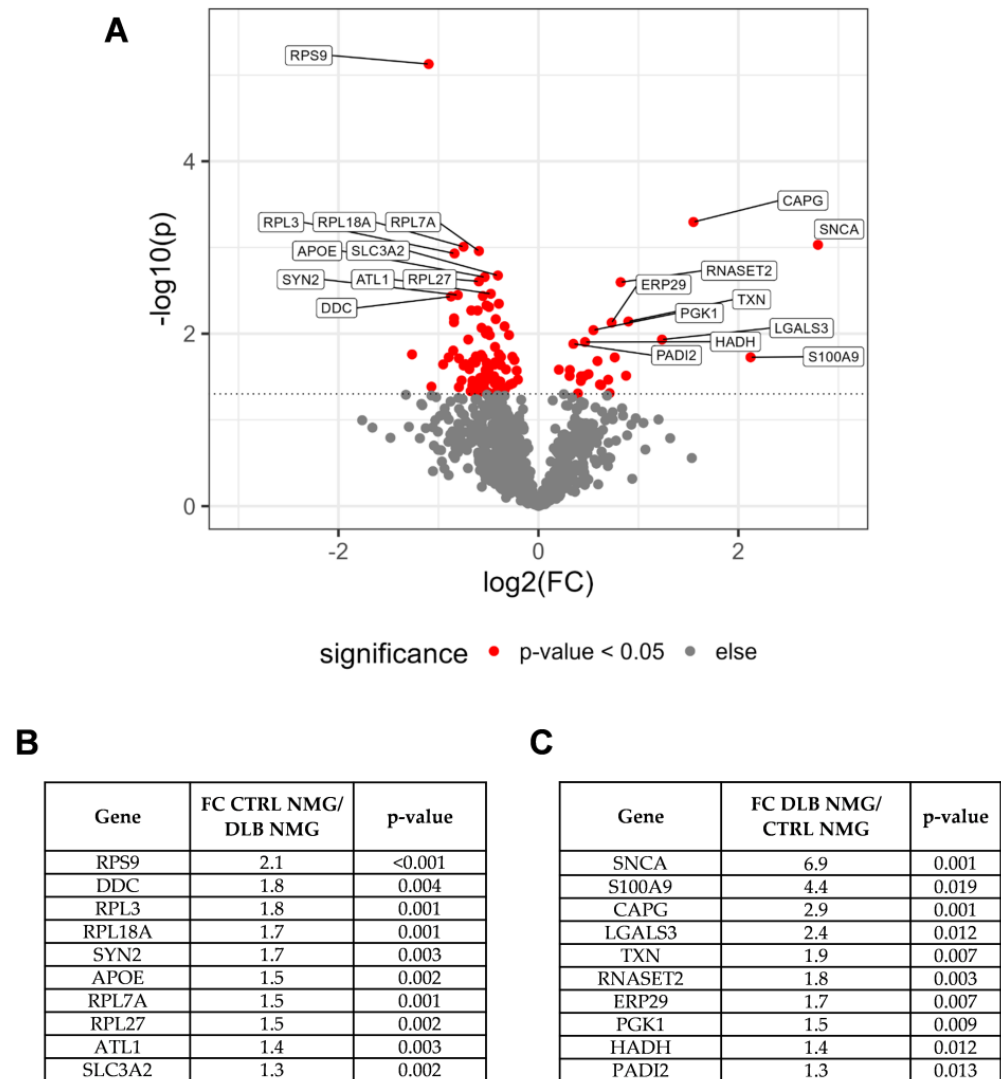 A
RPS9
CAPG
RPL3 RPL18A RPL7A
SNCA
APOE SLC3A2
RNASET2
SYN2 ATL1 RPL27
ERP29
TXN
DDC
PGK1
LGALS3
HADH
PADI2
S100A9
4
2
0
-log10(p)
-2 0 2
log2(FC)
significance p-value < 0.05 else
B
Gene FC CTRL NMG/ DLB NMG p-value
RPS9 2.1 <0.001
DDC 1.8 0.004
RPL3 1.8 0.001
RPL18A 1.7 0.001
SYN2 1.7 0.003
APOE 1.5 0.002
RPL7A 1.5 0.001
RPL27 1.5 0.002
ATL1 1.4 0.003
SLC3A2 1.3 0.002
C
Gene FC DLB NMG/ CTRL NMG p-value
SNCA 6.9 0.001
S100A9 4.4 0.019
CAPG 2.9 0.001
LGALS3 2.4 0.012
TXN 1.9 0.007
RNASET2 1.8 0.003
ERP29 1.7 0.007
PGK1 1.5 0.009
HADH 1.4 0.012
PADI2 1.3 0.013